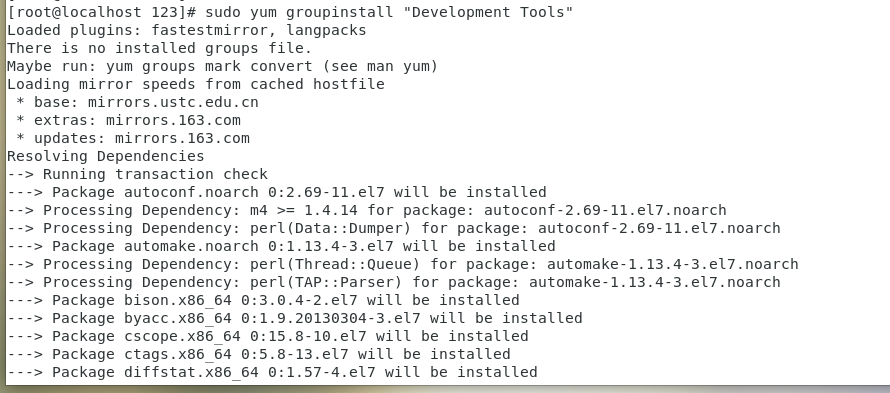 [root@localhost 123]# sudo yum groupinstall "Development Tools"
Loaded plugins: fastestmirror, langpacks
There is no installed groups file.
Maybe run: yum groups mark convert (see man yum)
Loading mirror speeds from cached hostfile
 * base: mirrors.ustc.edu.cn
 * extras: mirrors.163.com
 * updates: mirrors.163.com
Resolving Dependencies
--> Running transaction check
---> Package autoconf.noarch 0:2.69-11.el7 will be installed
--> Processing Dependency: m4 >= 1.4.14 for package: autoconf-2.69-11.el7.noarch
--> Processing Dependency: perl(Data::Dumper) for package: autoconf-2.69-11.el7.noarch
---> Package automake.noarch 0:1.13.4-3.el7 will be installed
--> Processing Dependency: perl(Thread::Queue) for package: automake-1.13.4-3.el7.noarch
--> Processing Dependency: perl(TAP::Parser) for package: automake-1.13.4-3.el7.noarch
---> Package bison.x86_64 0:3.0.4-2.el7 will be installed
---> Package byacc.x86_64 0:1.9.20130304-3.el7 will be installed
---> Package cscope.x86_64 0:15.8-10.el7 will be installed
---> Package ctags.x86_64 0:5.8-13.el7 will be installed
---> Package diffstat.x86_64 0:1.57-4.el7 will be installed